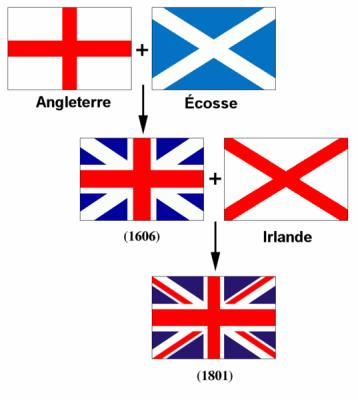 +
Angleterre
Écosse
+
(1606)
Irlande
(1801)